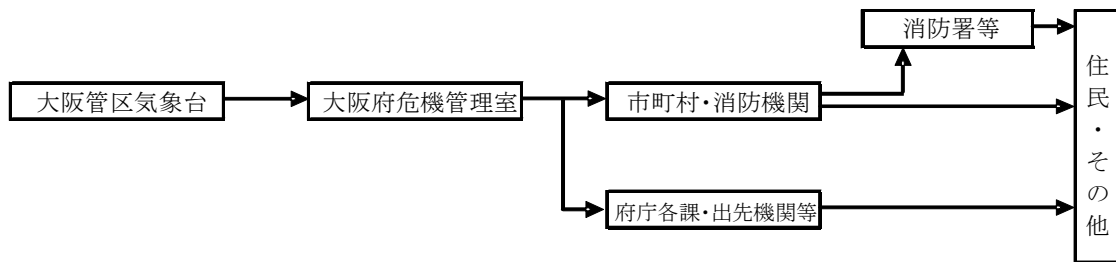 消防署等
大阪管区気象台
大阪府危機管理室
市町村・消防機関
府庁各課・出先機関等
住民・その他